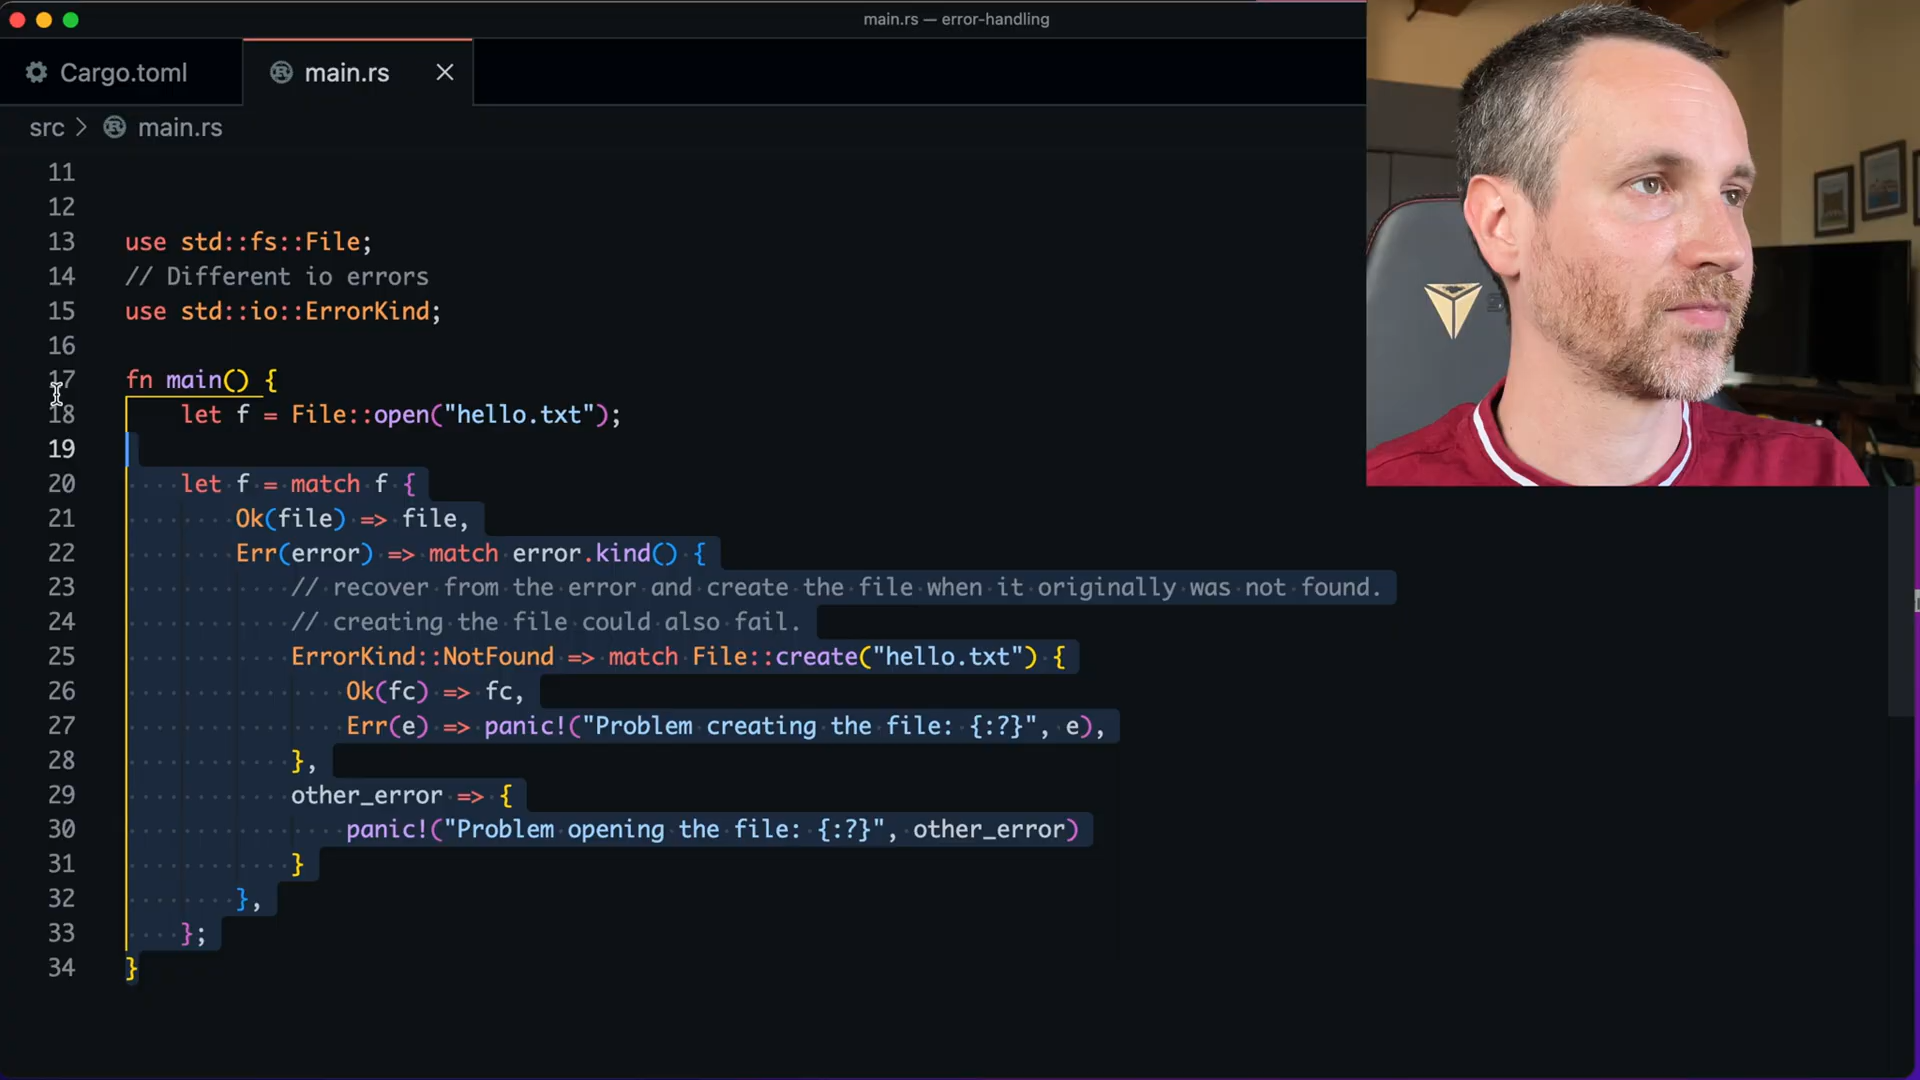 main.rs — error-handling
Cargo.toml main.rs
src > main.rs
11
12
13 use std::fs::File;
14 // Different io errors
15 use std::io::ErrorKind;
16
17 fn main() {
18 let f = File::open("hello.txt");
19
20 let f = match f {
21 Ok(file) => file,
22 Err(error) => match error.kind() {
23 // recover from the error and create the file when it originally was not found.
24 // creating the file could also fail.
25 ErrorKind::NotFound => match File::create("hello.txt") {
26 Ok(fc) => fc,
27 Err(e) => panic!("Problem creating the file: {:?}", e),
28 },
29 other_error => {
30 panic!("Problem opening the file: {:?}", other_error)
31 }
32 },
33 };
34 }